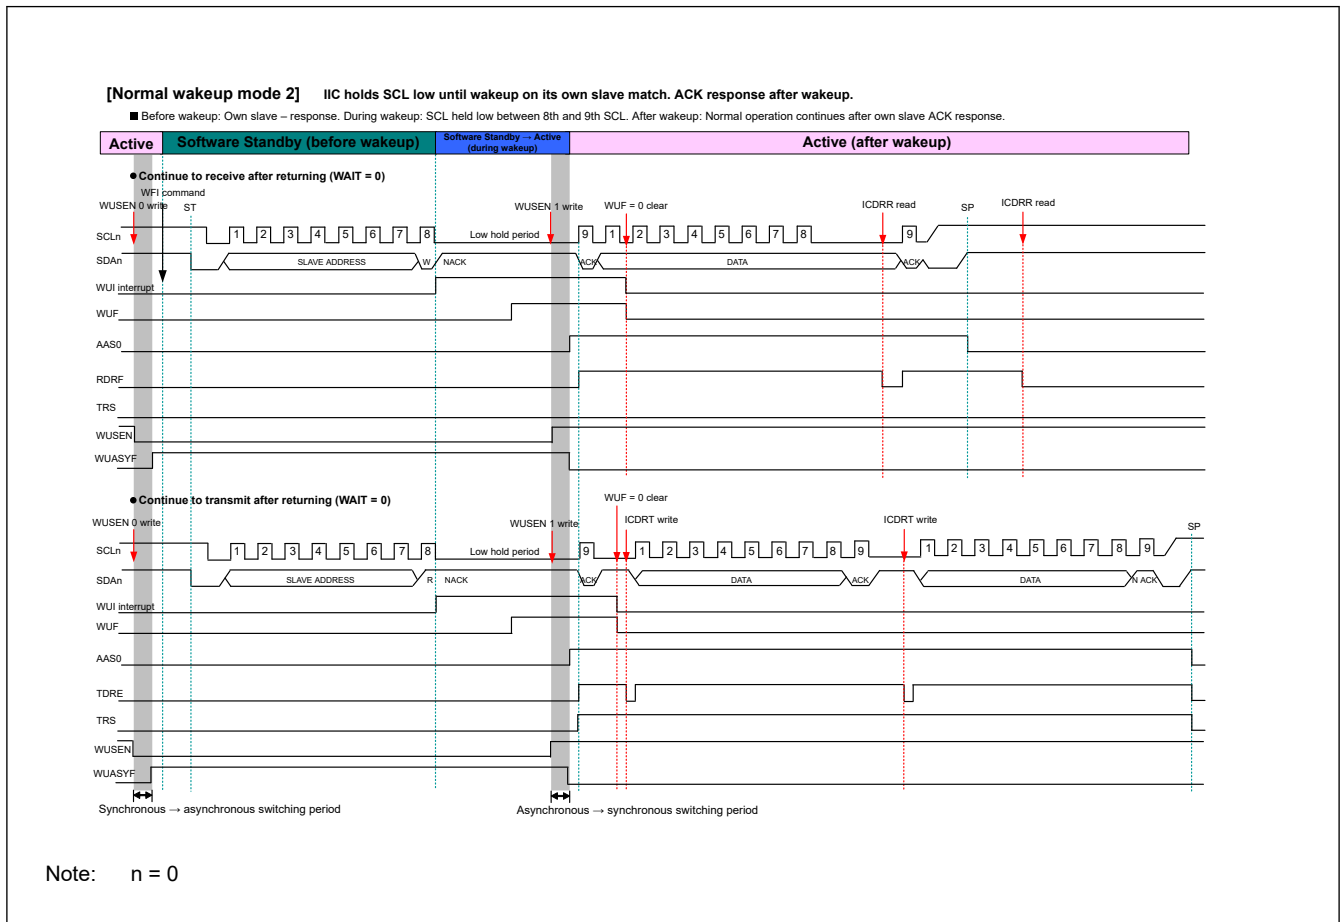 [Normal wakeup mode 2] IIC holds SCL low until wakeup on its own slave match. ACK response after wakeup.
■ Before wakeup: Own slave – response. During wakeup: SCL held low between 8th and 9th SCL. After wakeup: Normal operation continues after own slave ACK response.
Active Software Standby (before wakeup) Software Standby → Active (during wakeup) Active (after wakeup)
● Continue to receive after returning (WAIT = 0)
WFI command
WUSEN 0 write ST WUSEN 1 write WUF = 0 clear ICDRR read SP ICDRR read
SCLn 1 2 3 4 5 6 7 8 Low hold period 9 1 2 3 4 5 6 7 8 9
SDAn SLAVE ADDRESS W NACK ACK DATA ACK
WUI interrupt
WUF
AAS0
RDRF
TRS
WUSEN
WUASYF
● Continue to transmit after returning (WAIT = 0)
WUF = 0 clear
WUSEN 0 write WUSEN 1 write ICDRT write ICDRT write SP
SCLn 1 2 3 4 5 6 7 8 Low hold period 9 1 2 3 4 5 6 7 8 9 1 2 3 4 5 6 7 8 9
SDAn SLAVE ADDRESS R NACK ACK DATA ACK DATA N ACK
WUI interrupt
WUF
AAS0
TDRE
TRS
WUSEN
WUASYF
Synchronous → asynchronous switching period Asynchronous → synchronous switching period
Note: n = 0